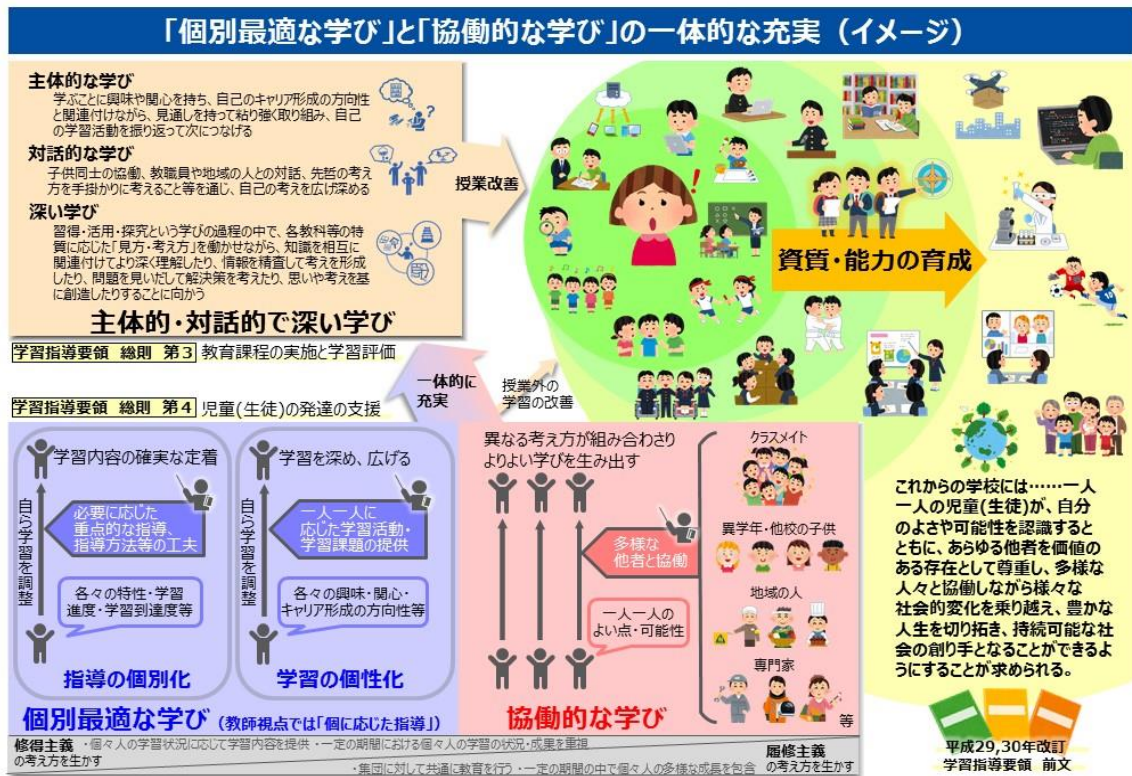 「個別最適な学び」と「協働的な学び」の一体的な充実（イメージ）
主体的な学び
学ぶことに興味や関心を持ち、自己のキャリア形成の方向性
と関連付けながら、見通しを持って粘り強く取り組み、自己
の学習活動を振り返って次につなげる
対話的な学び
子供同士の協働、教職員や地域の人との対話、先哲の考え
方を手掛かりに考えること等を通じ、自己の考えを広げ深める
深い学び
習得・活用・探究という学びの過程の中で、各教科等の特
質に応じた「見方・考え方」を働かせながら、知識を相互に
関連付けてより深く理解したり、情報を精査して考えを形成
したり、問題を見いだして解決策を考えたり、思いや考えを基
に創造したりすることに向かう
主体的・対話的で深い学び
授業改善
資質・能力の育成
学習指導要領 総則 第３ 教育課程の実施と学習評価
一体的に
充実
授業外の
学習の改善
学習指導要領 総則 第４ 児童(生徒)の発達の支援
学習内容の確実な定着
自ら学習を調整
必要に応じた
重点的な指導、
指導方法等の工夫
各々の特性・学習
進度・学習到達度等
指導の個別化
学習を深め、広げる
自ら学習を調整
一人一人に
応じた学習活動・
学習課題の提供
各々の興味・関心・
キャリア形成の方向性等
学習の個性化
個別最適な学び（教師視点では「個に応じた指導」）
異なる考え方が組み合わさり
よりよい学びを生み出す
多様な
他者と協働
一人一人の
よい点・可能性
協働的な学び
クラスメイト
異学年・他校の子供
地域の人
専門家
等
修得主義
の考え方を生かす
・個々人の学習状況に応じて学習内容を提供 ・一定の期間における個々人の学習の状況・成果を重視
・集団に対して共通に教育を行う・一定の期間の中で個々人の多様な成長を包含
履修主義
の考え方を生かす
これからの学校には……一人
一人の児童(生徒)が、自分
のよさや可能性を認識すると
ともに、あらゆる他者を価値の
ある存在として尊重し、多様な
人々と協働しながら様々な
社会的変化を乗り越え、豊かな
人生を切り拓き、持続可能な社
会の創り手となることができるよ
うにすることが求められる。
平成29,30年改訂
学習指導要領 前文